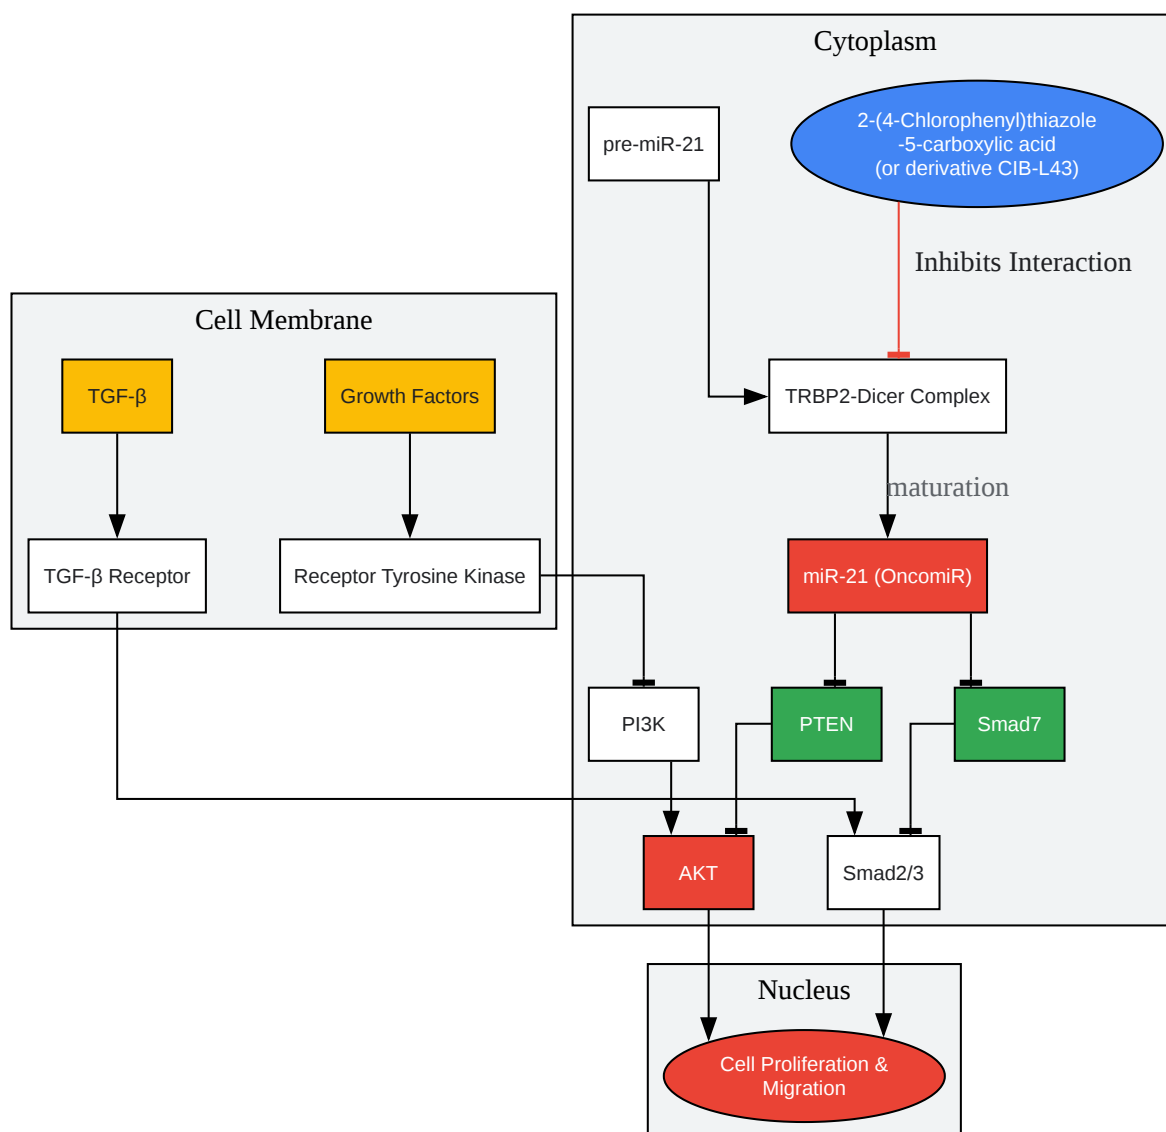 Cytoplasm
pre-miR-21
2-(4-Chlorophenyl)thiazole
-5-carboxylic acid
(or derivative CIB-L43)
Inhibits Interaction
Cell Membrane
TGF-β
Growth Factors
TRBP2-Dicer Complex
maturation
TGF-β Receptor
Receptor Tyrosine Kinase
miR-21 (OncomiR)
PI3K
PTEN
Smad7
AKT
Smad2/3
Nucleus
Cell Proliferation &
Migration